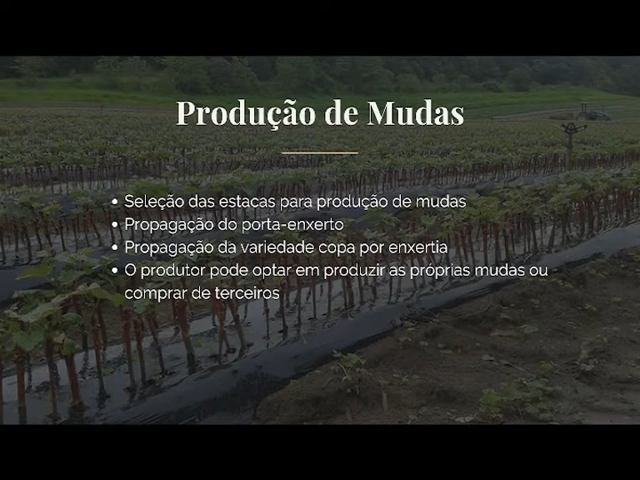 Produção de Mudas
• Seleção das estacas para produção de mudas
• Propagação do porta-enxerto
• Propagação da variedade copa por enxertia
• O produtor pode optar em produzir as próprias mudas ou
comprar de terceiros